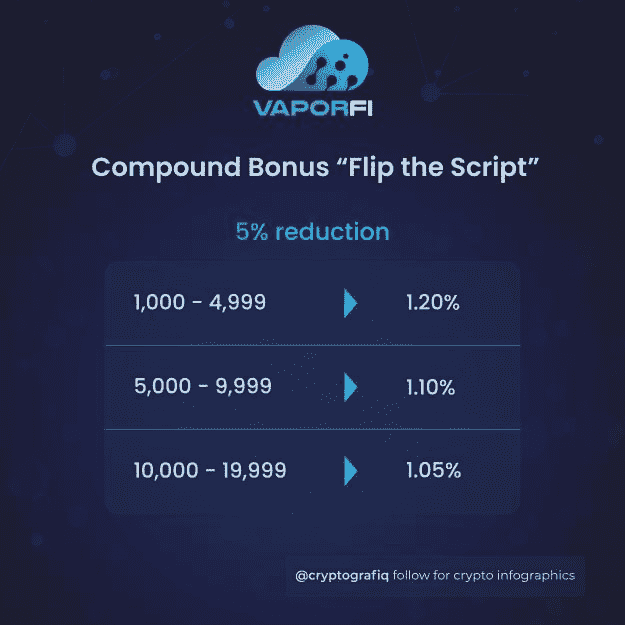 VAPORFI
Compound Bonus “Flip the Script”
5% reduction
1,000 - 4,999 1.20%
5,000 - 9,999 1.10%
10,000 - 19,999 1.05%
@cryptografiq follow for crypto infographics